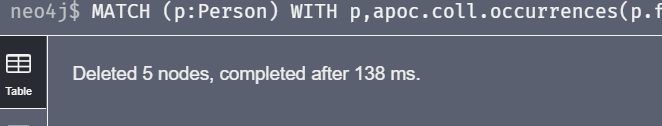 neo4j$ MATCH (p:Person) WITH p,apoc.coll.occurrences(p.f
Deleted 5 nodes, completed after 138 ms.
Table